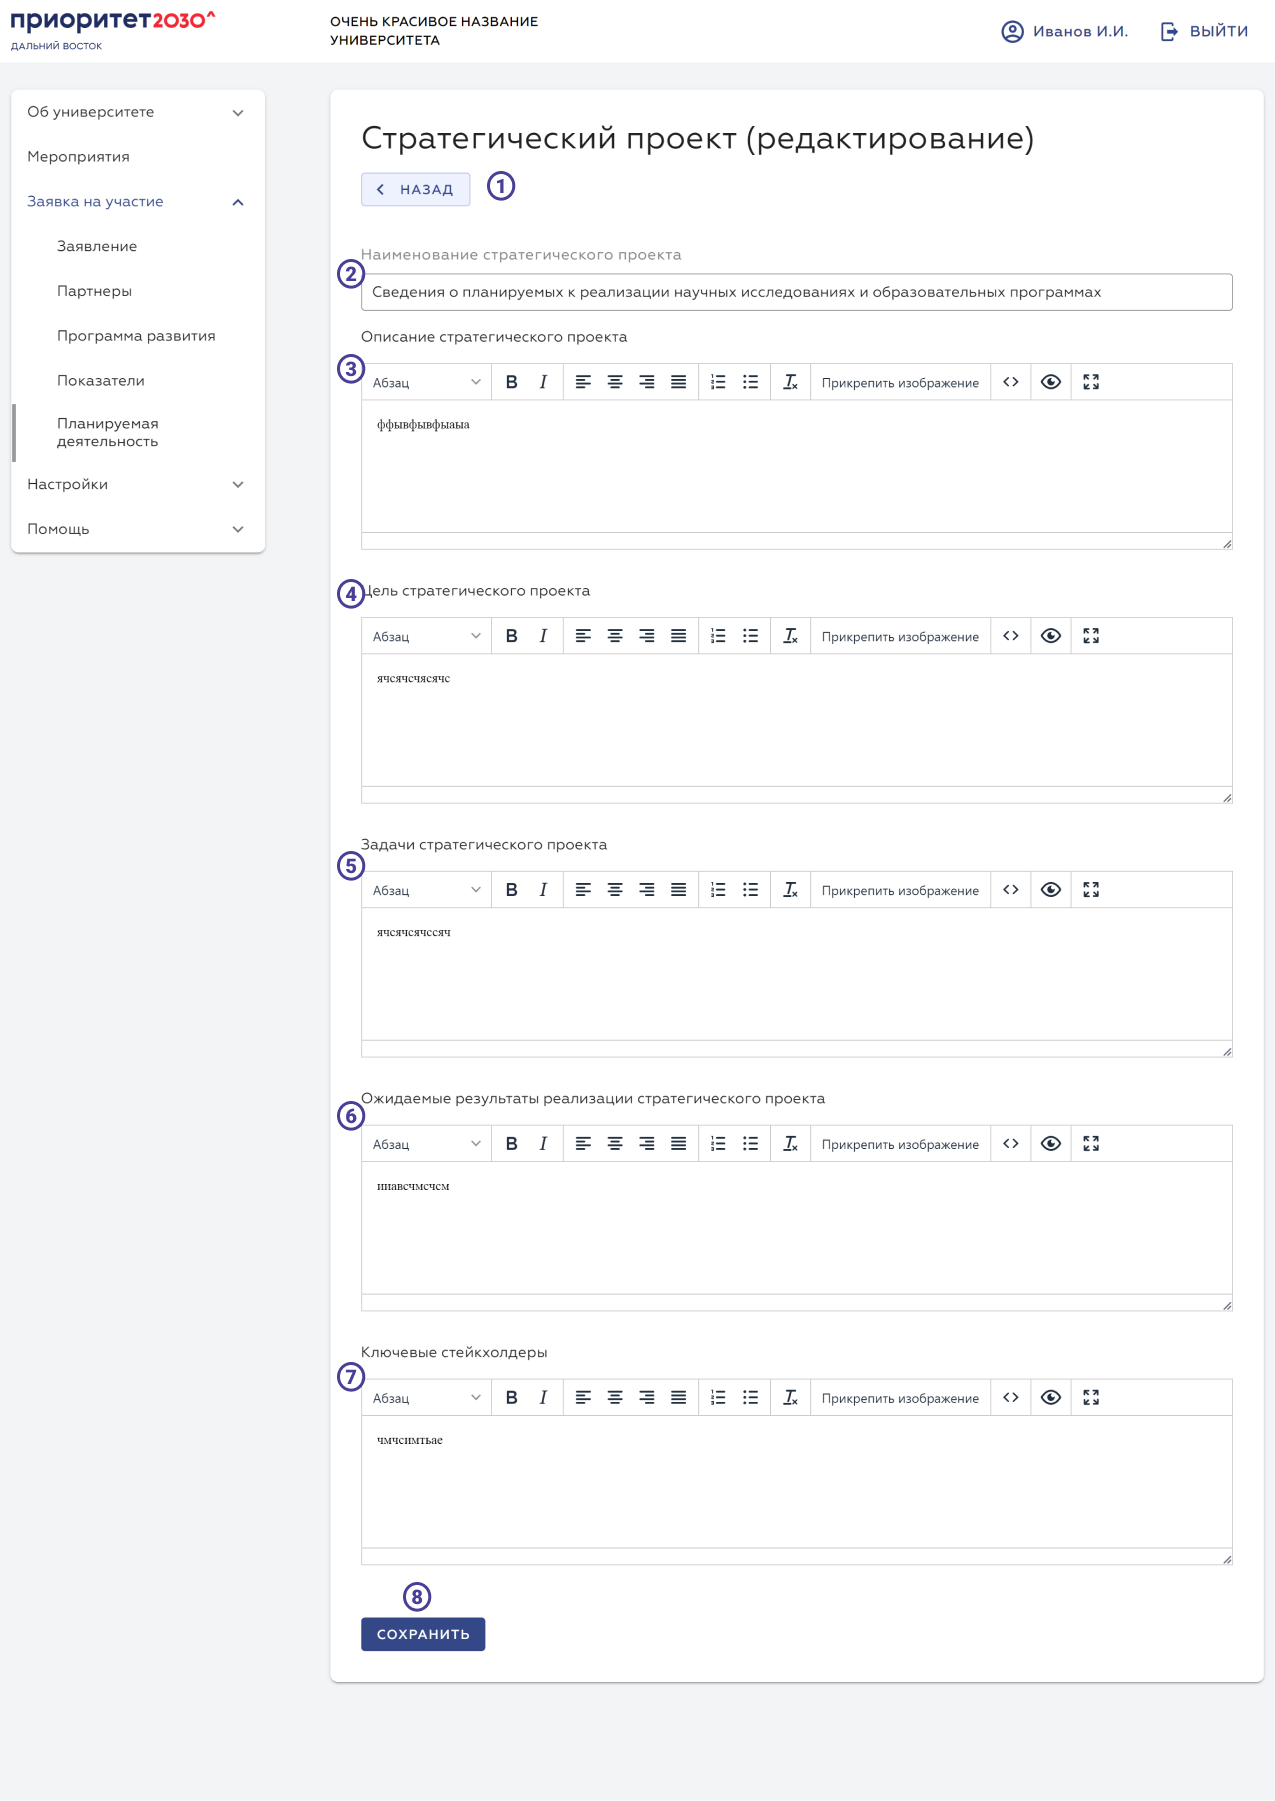 приоритет2030^
ДАЛЬНИЙ ВОСТОК
ОЧЕНЬ КРАСИВОЕ НАЗВАНИЕ
УНИВЕРСИТЕТА
Иванов И.И.
ВЫЙТИ
Об университете
Мероприятия
Заявка на участие
Заявление
Партнеры
Программа развития
Показатели
Планируемая
деятельность
Настройки
Помощь
Стратегический проект (редактирование)
НАЗАД
1
Наименование стратегического проекта
2
Сведения о планируемых к реализации научных исследованиях и образовательных программах
Описание стратегического проекта
3
Абзац B I Прикрепить изображение
ффывфывфыаыа
4
Цель стратегического проекта
Абзац B I Прикрепить изображение
ячсячсчясячс
Задачи стратегического проекта
5
Абзац B I Прикрепить изображение
ячсячсячссяч
Ожидаемые результаты реализации стратегического проекта
6
Абзац B I Прикрепить изображение
ииавсчмсчсм
Ключевые стейкхолдеры
7
Абзац B I Прикрепить изображение
чмчсимтьае
8
СОХРАНИТЬ